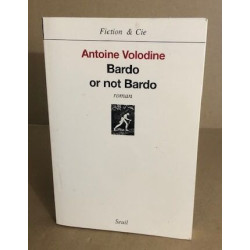 Fiction & Cie
Antoine Volodine
Bardo
or not Bardo
roman
Seuil